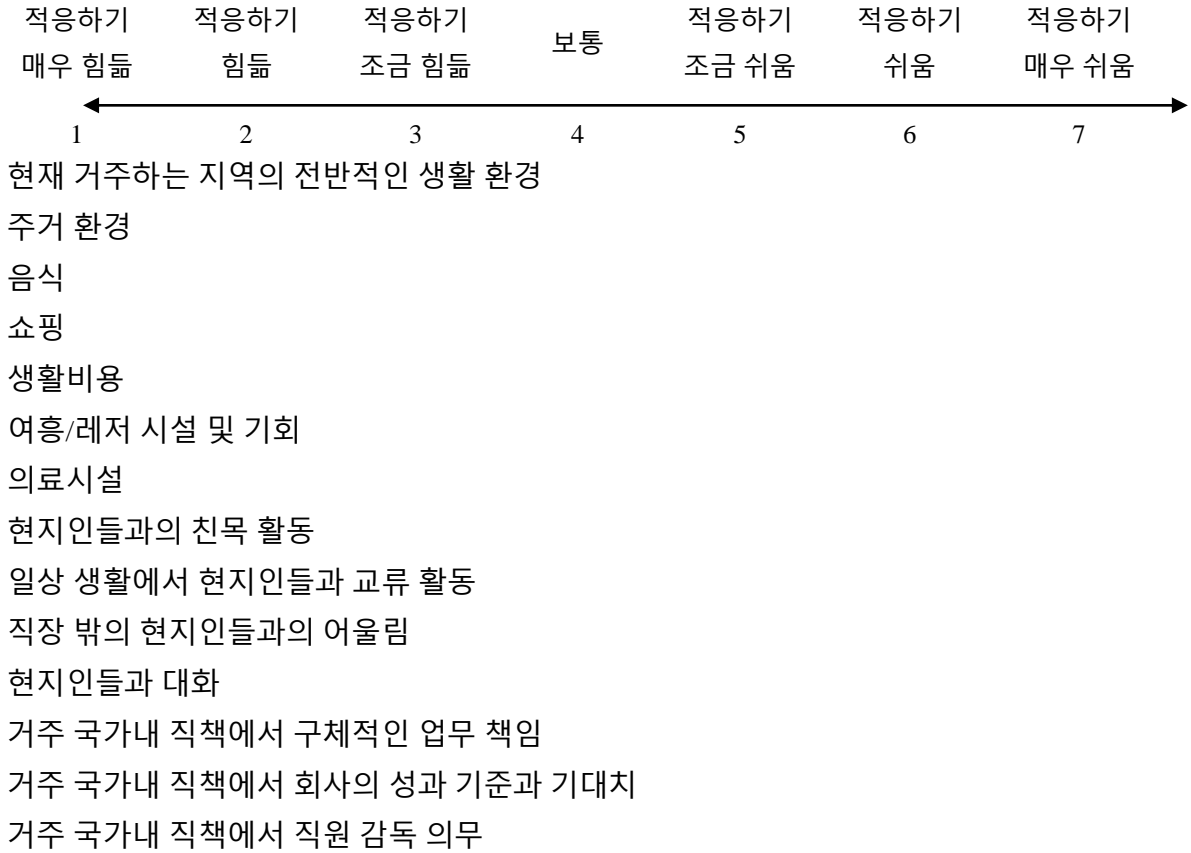 적응하기 적응하기 적응하기 보통 적응하기 적응하기 적응하기
매우 힘듦 힘듦 조금 힘듦 조금 쉬움 쉬움 매우 쉬움
1 2 3 4 5 6 7
현재 거주하는 지역의 전반적인 생활 환경
주거 환경
음식
쇼핑
생활비용
여흥/레저 시설 및 기회
의료시설
현지인들과의 친목 활동
일상 생활에서 현지인들과 교류 활동
직장 밖의 현지인들과의 어울림
현지인들과 대화
거주 국가내 직책에서 구체적인 업무 책임
거주 국가내 직책에서 회사의 성과 기준과 기대치
거주 국가내 직책에서 직원 감독 의무